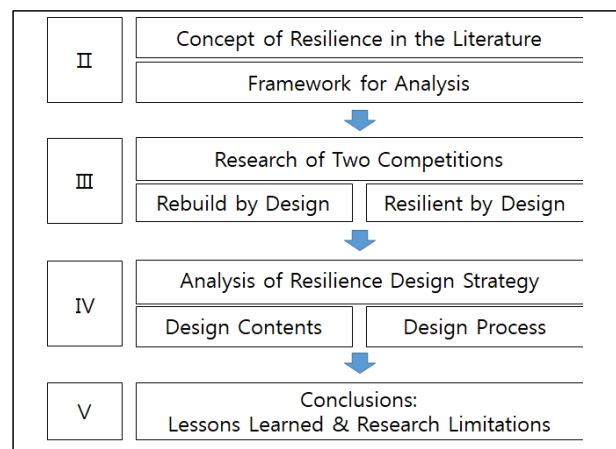 Ⅱ
Concept of Resilience in the Literature
Framework for Analysis
Ⅲ
Research of Two Competitions
Rebuild by Design
Resilient by Design
Ⅳ
Analysis of Resilience Design Strategy
Design Contents
Design Process
Ⅴ
Conclusions:
Lessons Learned & Research Limitations